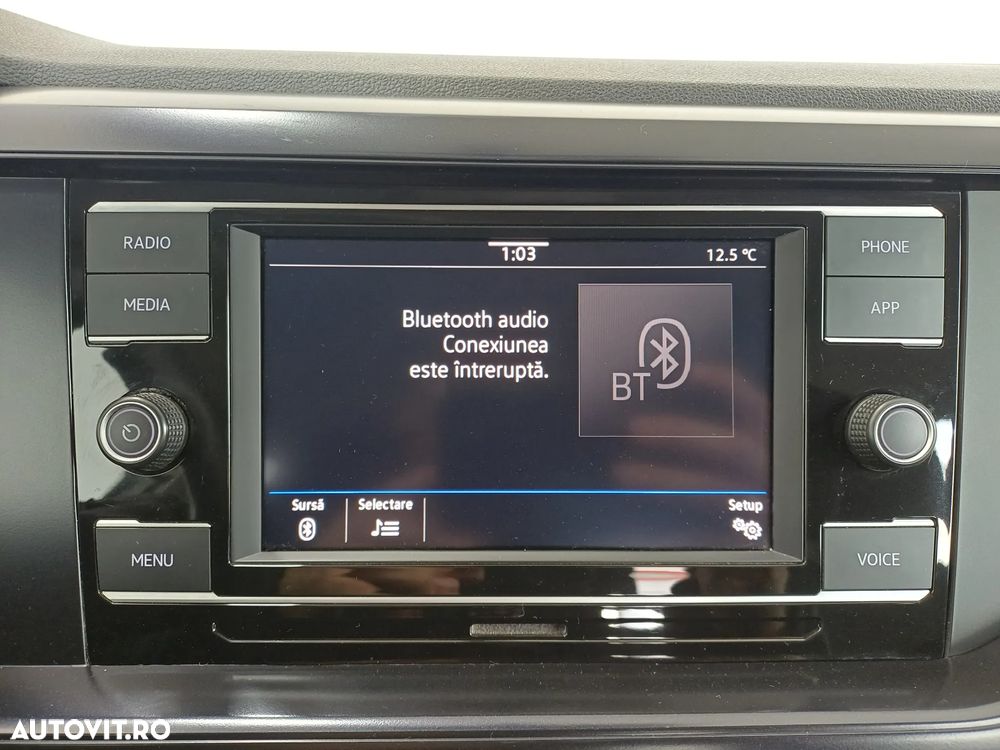 RADIO
MEDIA
MENU
1:03
12.5 °C
Bluetooth audio
Conexiunea
este întreruptă.
BT
Sursă
Selectare
Setup
PHONE
APP
VOICE
AUTOVIT.RO